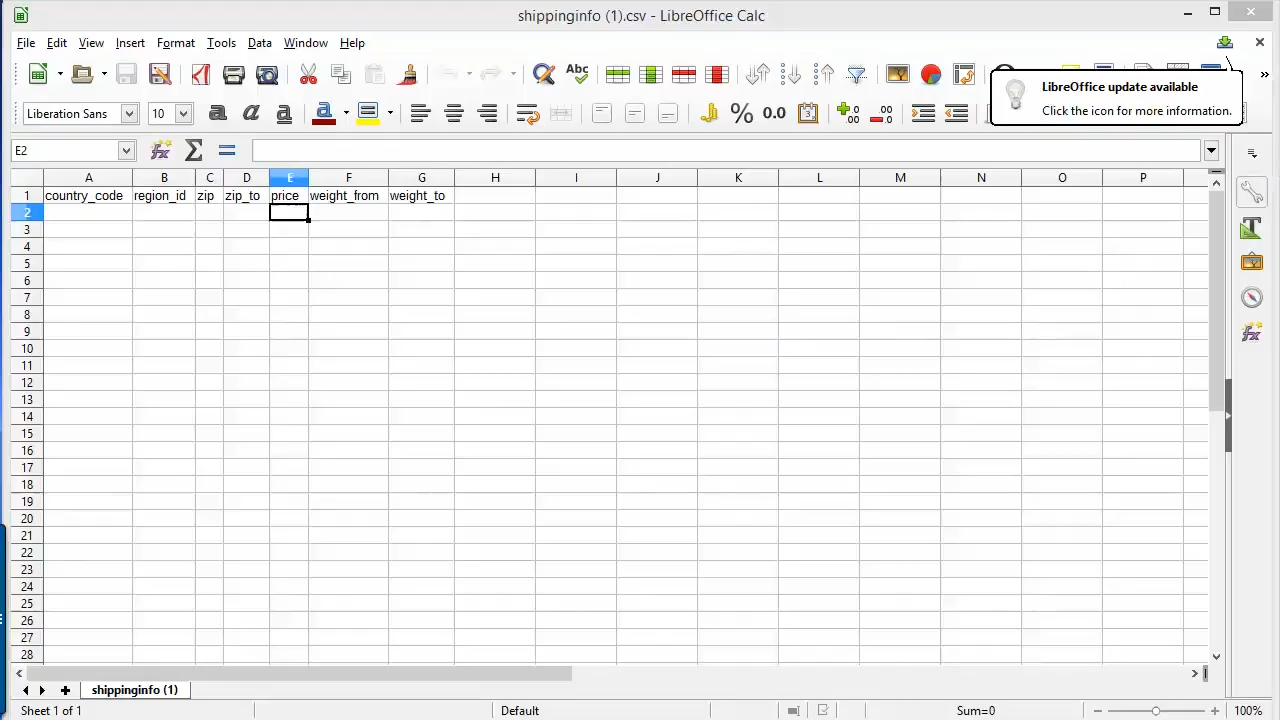 shippinginfo (1).csv - LibreOffice Calc
File Edit View Insert Format Tools Data Window Help
LibreOffice update available
Click the icon for more information.
Liberation Sans 10
E2
A B C D E F G H I J K L M N O P
1 country_code region_id zip zip_to price weight_from weight_to
2
3
4
5
6
7
8
9
10
11
12
13
14
15
16
17
18
19
20
21
22
23
24
25
26
27
28
shippinginfo (1)
Sheet 1 of 1 Default Sum=0 100%